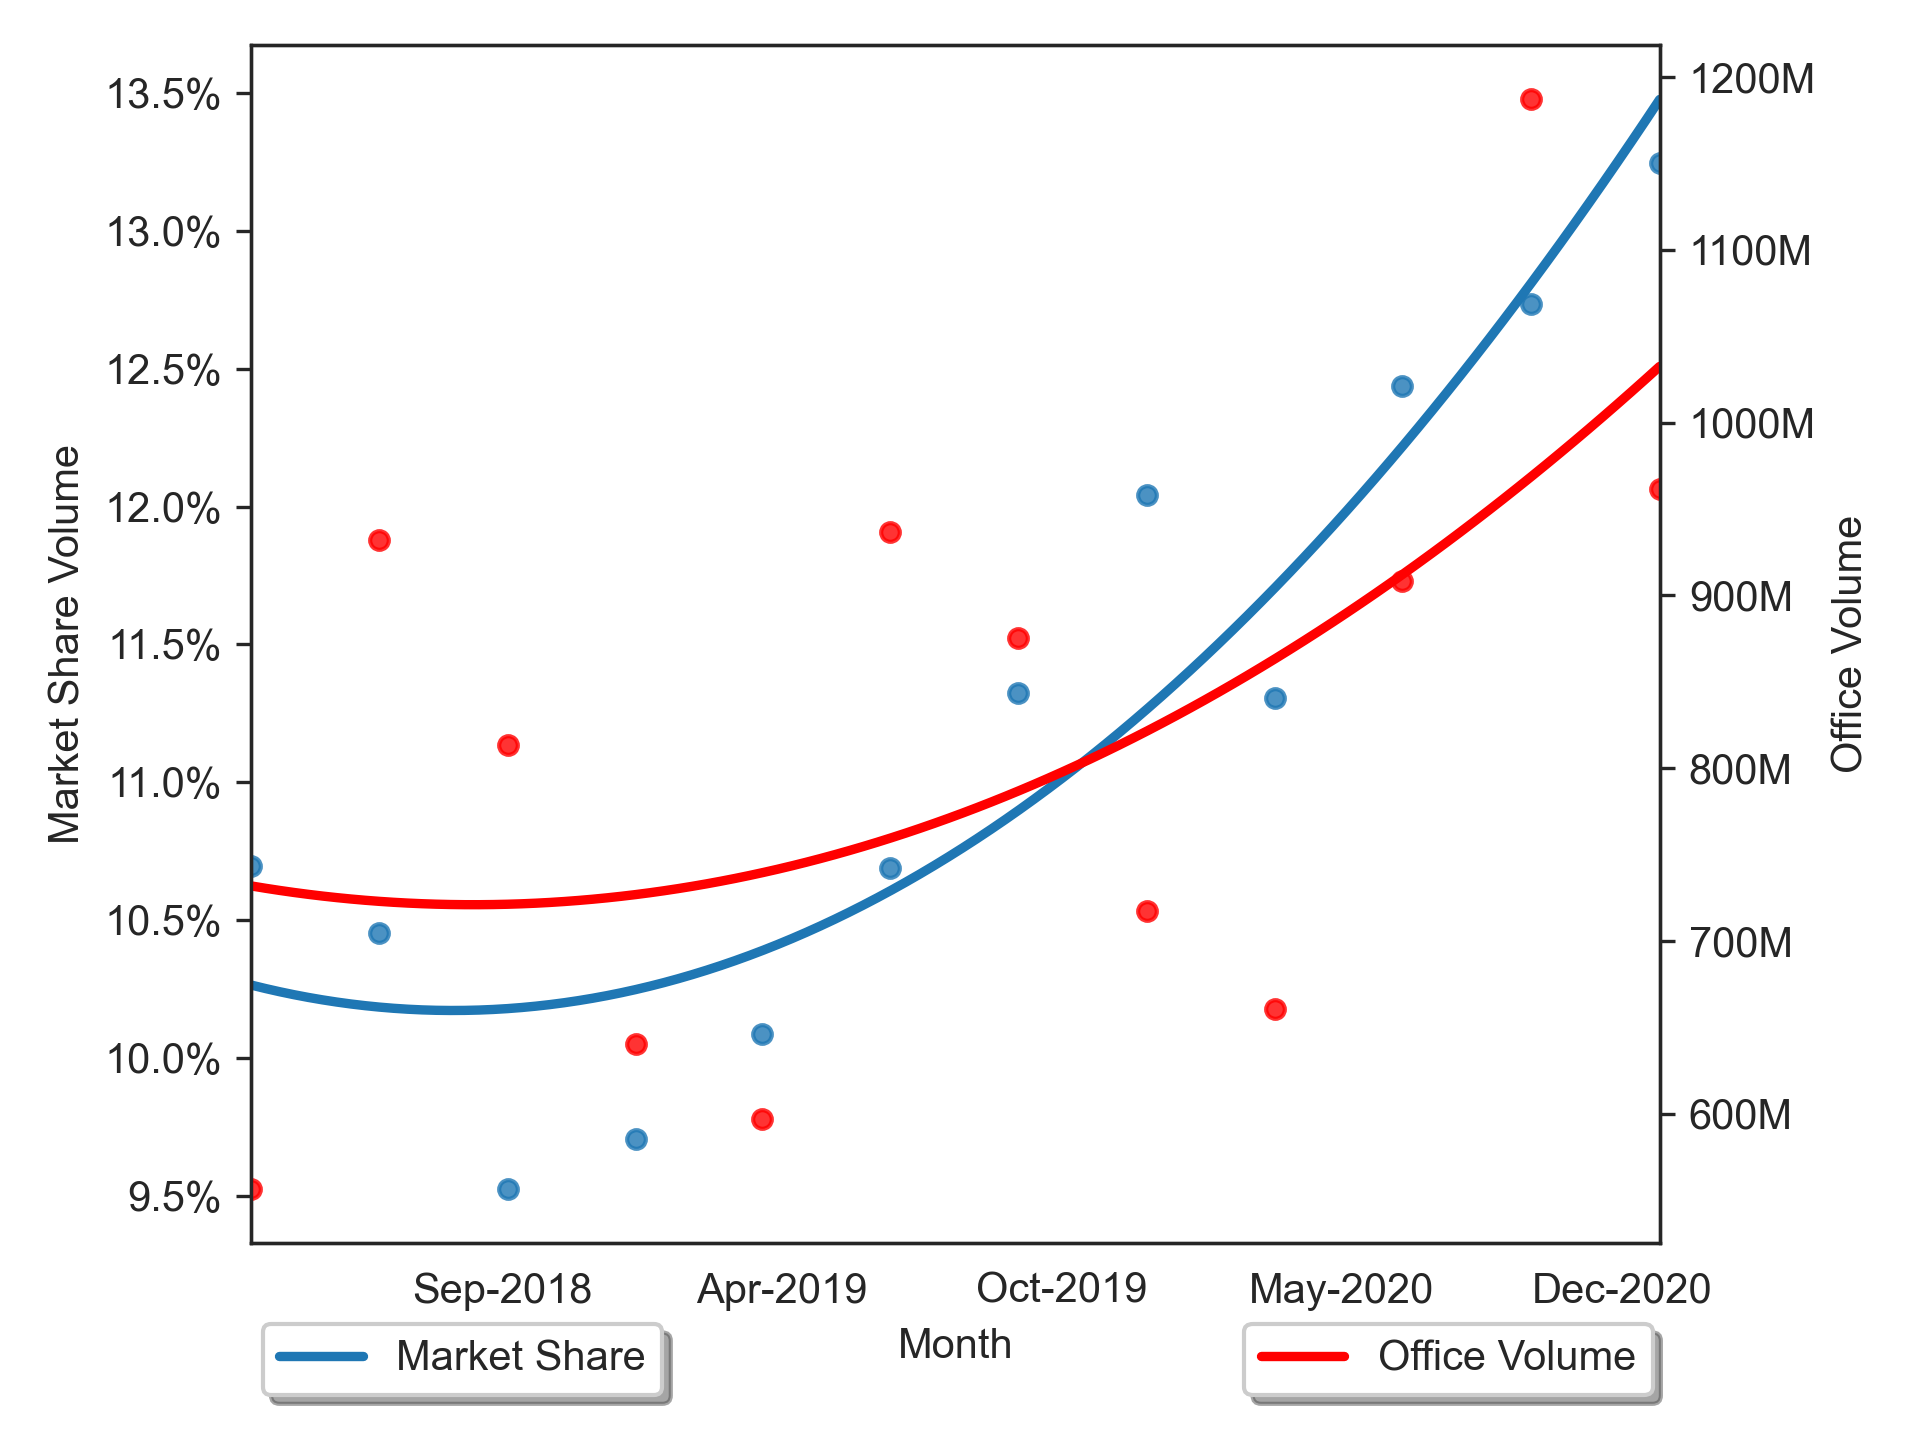 13.5%
13.0%
12.5%
12.0%
11.5%
11.0%
10.5%
10.0%
9.5%
Market Share Volume
1200M
1100M
1000M
900M
800M
700M
600M
Office Volume
Sep-2018
Apr-2019
Oct-2019
May-2020
Dec-2020
Month
Market Share
Office Volume